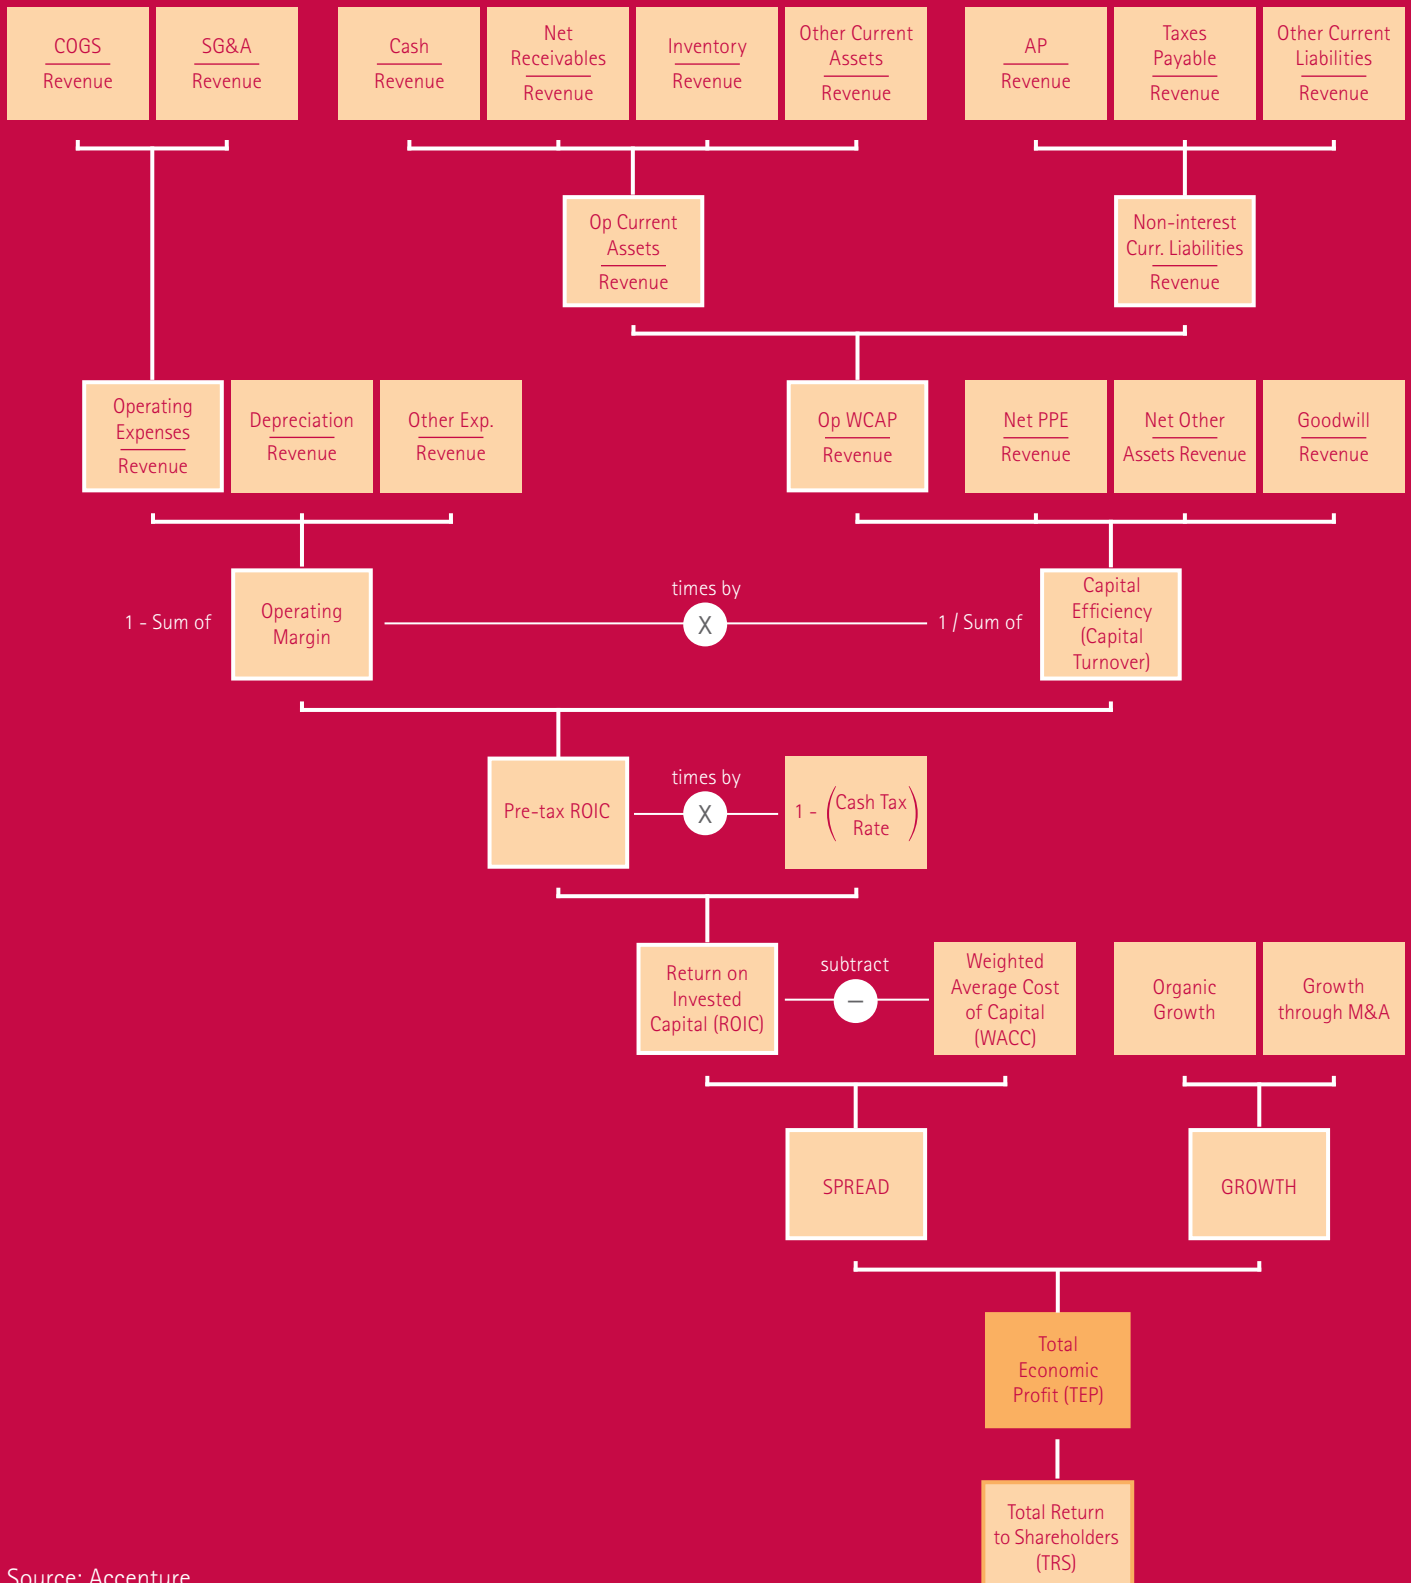 COGS
Revenue
SG&A
Revenue
Cash
Revenue
Net
Receivables
Revenue
Inventory
Revenue
Other Current
Assets
Revenue
AP
Revenue
Taxes
Payable
Revenue
Other Current
Liabilities
Revenue
Op Current
Assets
Revenue
Non-interest
Curr. Liabilities
Revenue
Operating
Expenses
Revenue
Depreciation
Revenue
Other Exp.
Revenue
Op WCAP
Revenue
Net PPE
Revenue
Net Other
Assets Revenue
Goodwill
Revenue
1 - Sum of
Operating
Margin
times by
X
1 / Sum of
Capital
Efficiency
(Capital
Turnover)
Pre-tax ROIC
times by
X
1 - (Cash Tax
Rate)
Return on
Invested
Capital (ROIC)
subtract
–
Weighted
Average Cost
of Capital
(WACC)
Organic
Growth
Growth
through M&A
SPREAD
GROWTH
Total
Economic
Profit (TEP)
Total Return
to Shareholders
(TRS)
Source: Accenture